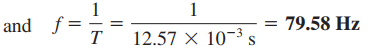 and f = 1/T = 1/(12.57 × 10⁻³ s) = 79.58 Hz